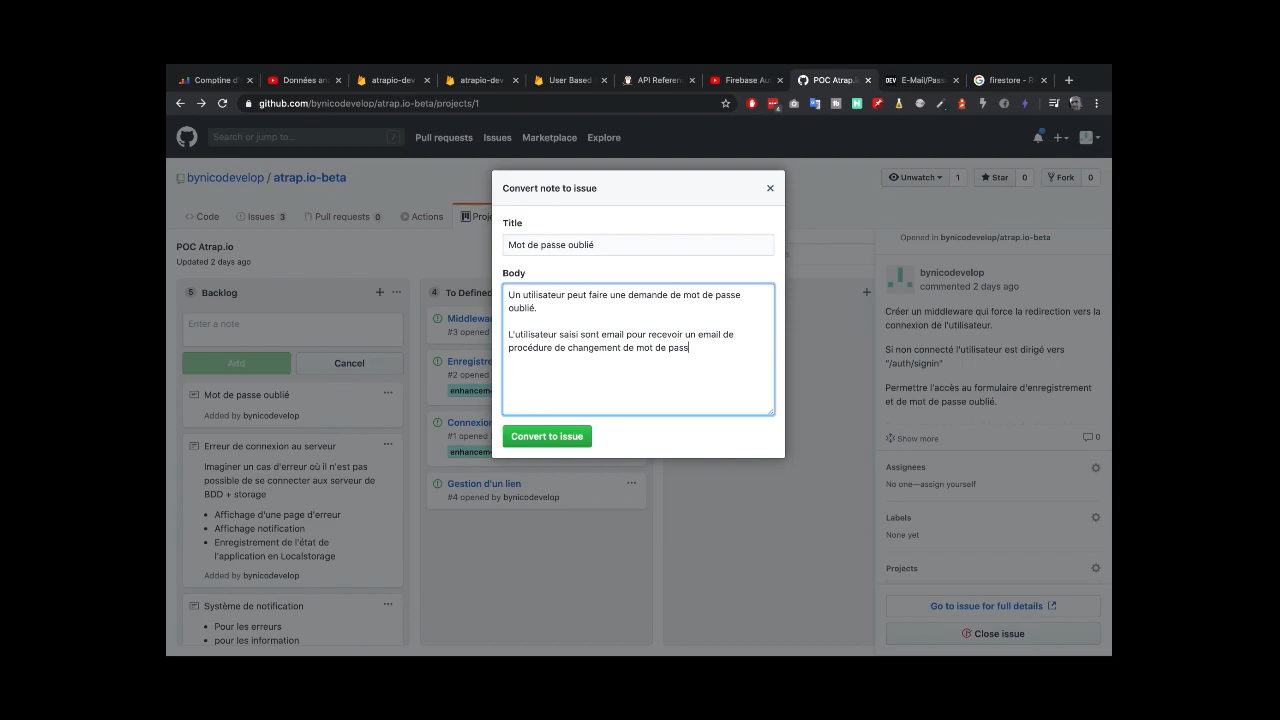 Comptine d'
Données an
atrapio-dev
atrapio-dev
User Based
API Referen
Firebase Au
POC Atrap.
E-Mail/Pass
firestore - R
github.com/bynicodevelop/atrap.io-beta/projects/1
Search or jump to...
Pull requests
Issues
Marketplace
Explore
bynicodevelop / atrap.io-beta
Unwatch 1
Star 0
Fork 0
Code
Issues 3
Pull requests 0
Actions
Proj
POC Atrap.io
Updated 2 days ago
5 Backlog
Enter a note
Add
Cancel
Mot de passe oublié
Added by bynicodevelop
Erreur de connexion au serveur
Imaginer un cas d'erreur où il n'est pas
possible de se connecter aux serveur de
BDD + storage
Affichage d'une page d'erreur
Affichage notification
Enregistrement de l'état de
l'application en Localstorage
Added by bynicodevelop
Système de notification
Pour les erreurs
pour les information
4 To Defined
Middlewar
#3 opened
Enregistre
#2 opened
enhancem
Connexion
#1 opened
enhancem
Gestion d'un lien
#4 opened by bynicodevelop
Convert note to issue
Title
Mot de passe oublié
Body
Un utilisateur peut faire une demande de mot de passe
oublié.
L'utilisateur saisi sont email pour recevoir un email de
procédure de changement de mot de pass
Convert to issue
Opened in bynicodevelop/atrap.io-beta
bynicodevelop
commented 2 days ago
Créer un middleware qui force la redirection vers la
connexion de l'utilisateur.
Si non connecté l'utilisateur est dirigé vers
"/auth/signin"
Permettre l'accès au formulaire d'enregistrement
et de mot de passe oublié.
Show more
0
Assignees
No one—assign yourself
Labels
None yet
Projects
Go to issue for full details
Close issue